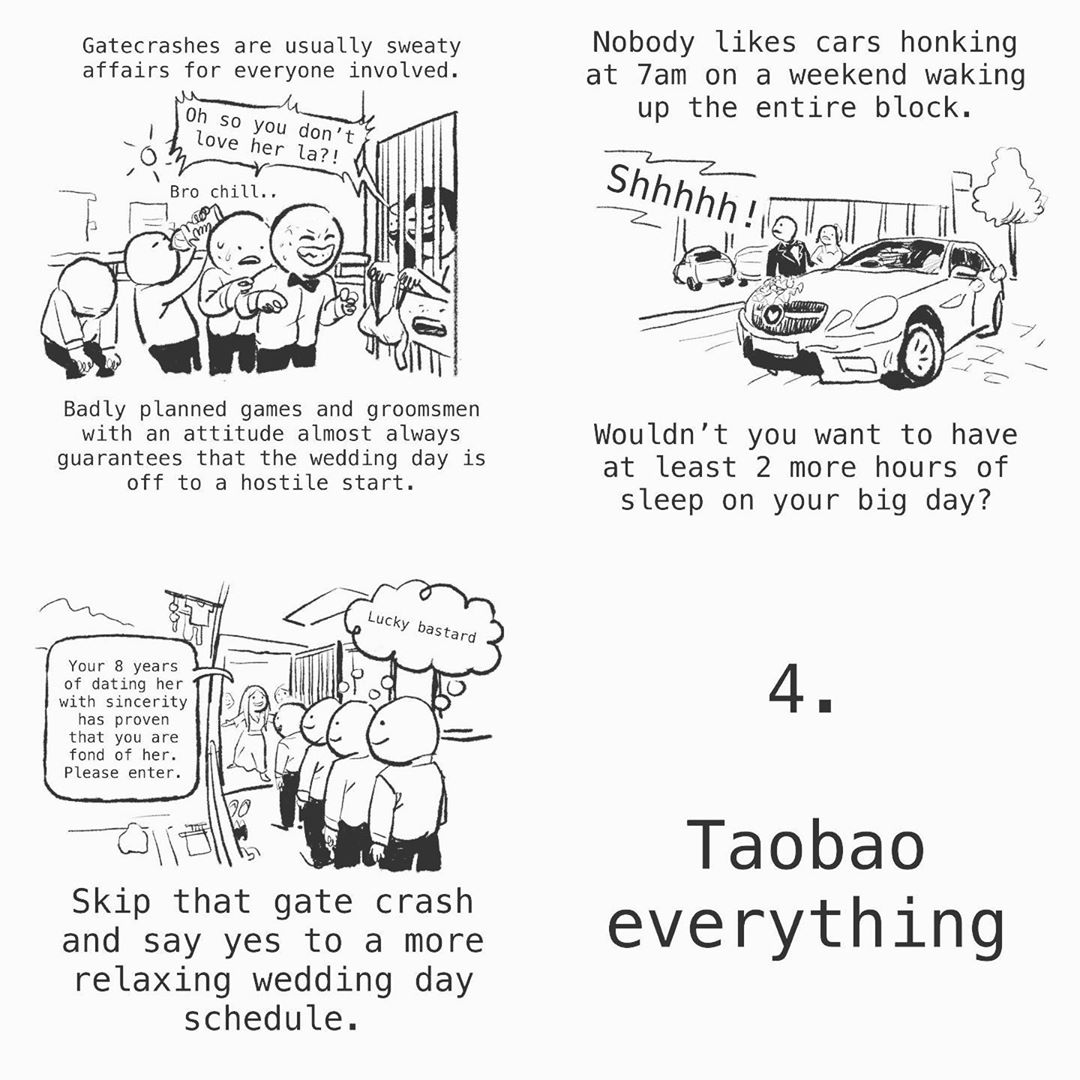 Gatecrashes are usually sweaty
affairs for everyone involved.
Oh so you don't
love her la?!
Bro chill..
Badly planned games and groomsmen
with an attitude almost always
guarantees that the wedding day is
off to a hostile start.
Nobody likes cars honking
at 7am on a weekend waking
up the entire block.
Shhhhh!
Wouldn't you want to have
at least 2 more hours of
sleep on your big day?
Lucky bastard
Your 8 years
of dating her
with sincerity
has proven
that you are
fond of her.
Please enter.
Skip that gate crash
and say yes to a more
relaxing wedding day
schedule.
4.
Taobao
everything